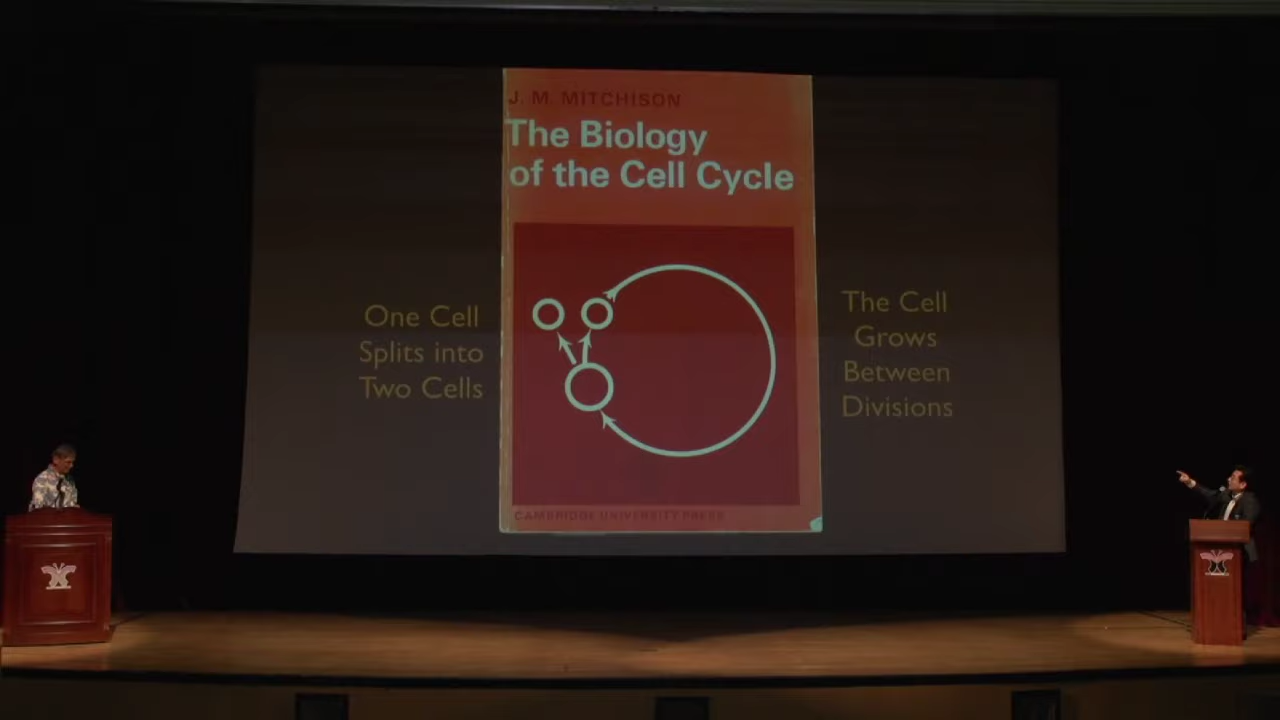 J. M. MITCHISON
The Biology
of the Cell Cycle
One Cell
Splits into
Two Cells
The Cell
Grows
Between
Divisions
CAMBRIDGE UNIVERSITY PRESS